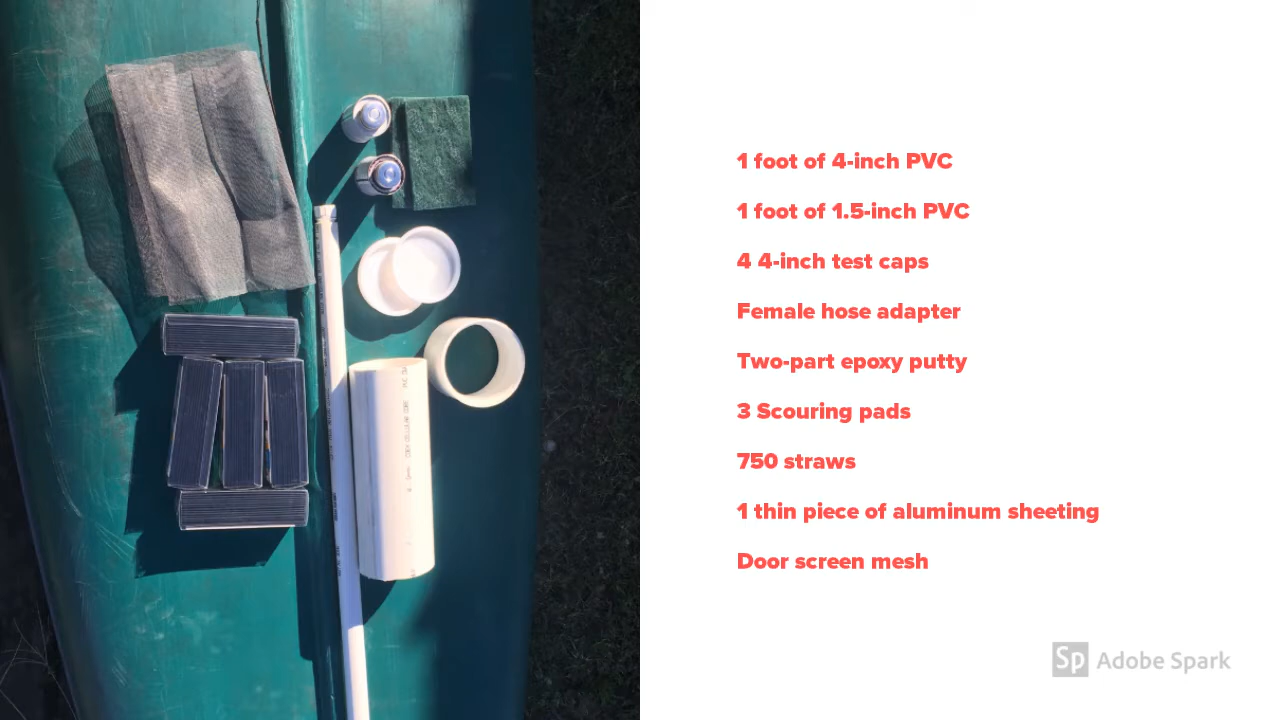 1 foot of 4-inch PVC
1 foot of 1.5-inch PVC
4 4-inch test caps
Female hose adapter
Two-part epoxy putty
3 Scouring pads
750 straws
1 thin piece of aluminum sheeting
Door screen mesh
Sp Adobe Spark